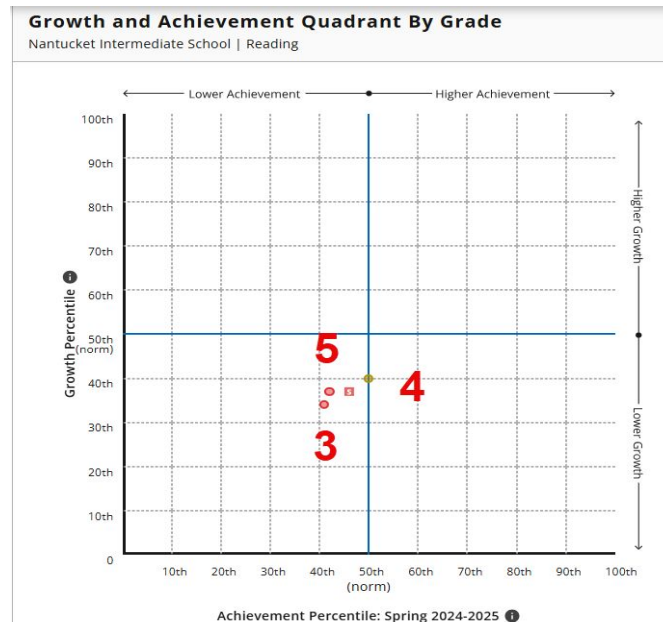 Growth and Achievement Quadrant By Grade
Nantucket Intermediate School | Reading
Lower Achievement
Higher Achievement
100th
90th
80th
70th
60th
50th
(norm)
40th
30th
20th
10th
0
Growth Percentile
Higher Growth
Lower Growth
5
4
S
3
10th
20th
30th
40th
50th
(norm)
60th
70th
80th
90th
100th
Achievement Percentile: Spring 2024-2025